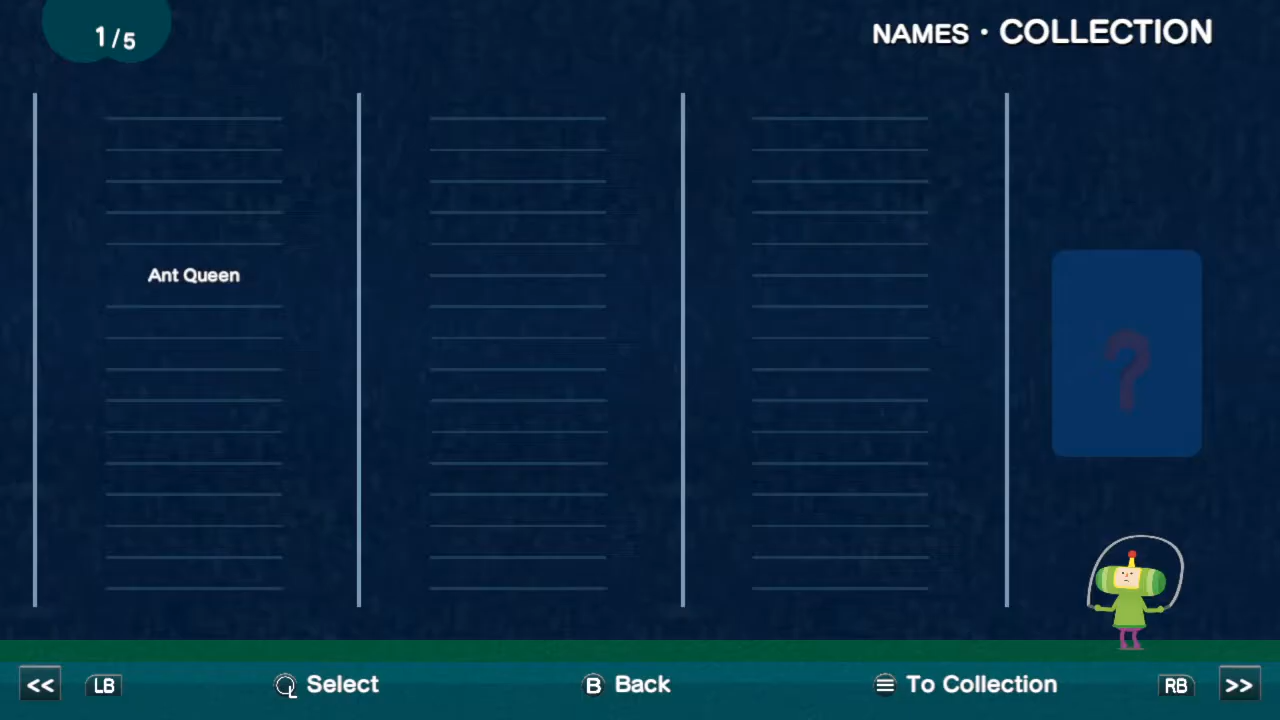 1/5
NAMES · COLLECTION
Ant Queen
?
<< LB Select B Back To Collection RB >>